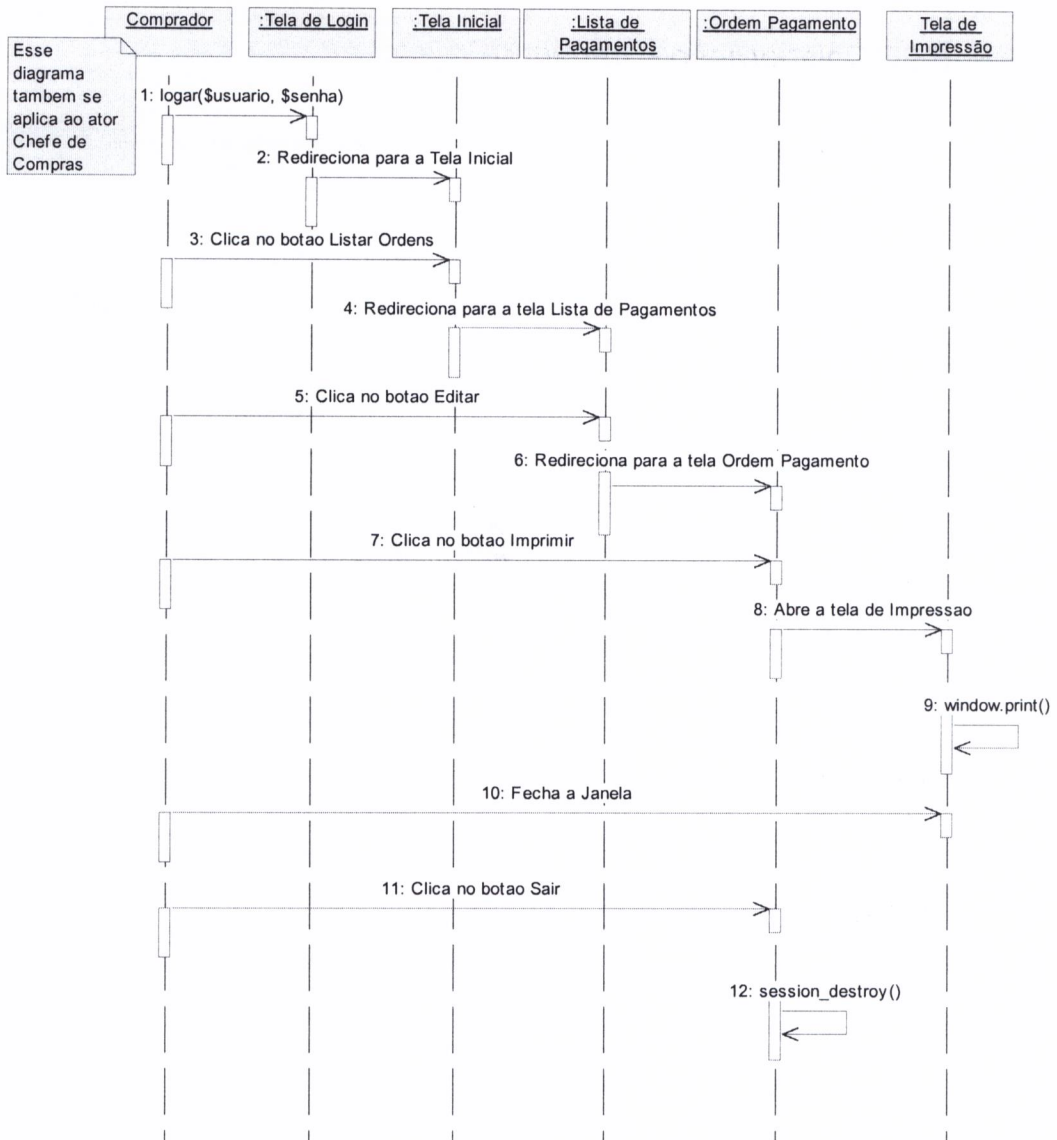 Comprador
:Tela de Login
:Tela Inicial
:Lista de
Pagamentos
:Ordem Pagamento
Tela de
Impressão
Esse
diagrama
tambem se
aplica ao ator
Chefe de
Compras
1: logar($usuario, $senha)
2: Redireciona para a Tela Inicial
3: Clica no botao Listar Ordens
4: Redireciona para a tela Lista de Pagamentos
5: Clica no botao Editar
6: Redireciona para a tela Ordem Pagamento
7: Clica no botao Imprimir
8: Abre a tela de Impressao
9: window.print()
10: Fecha a Janela
11: Clica no botao Sair
12: session_destroy()